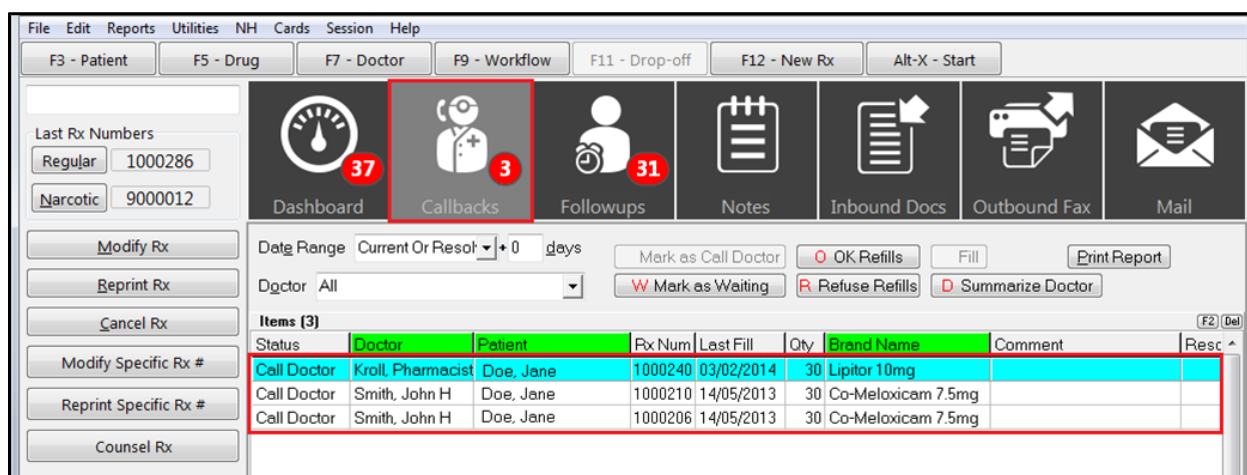 File Edit Reports Utilities NH Cards Session Help
F3 - Patient F5 - Drug F7 - Doctor F9 - Workflow F11 - Drop-off F12 - New Rx Alt-X - Start
Last Rx Numbers
Regular 1000286
Narcotic 9000012
Modify Rx
Reprint Rx
Cancel Rx
Modify Specific Rx #
Reprint Specific Rx #
Counsel Rx
37 3 31
Dashboard Callbacks Followups Notes Inbound Docs Outbound Fax Mail
Date Range Current Or Resol + 0 days Mark as Call Doctor O OK Refills Fill Print Report
Doctor All W Mark as Waiting R Refuse Refills D Summarize Doctor
Items (3) F2 Del
Status Doctor Patient Rx Num Last Fill Qty Brand Name Comment Resc
Call Doctor Kroll, Pharmacist Doe, Jane 1000240 03/02/2014 30 Lipitor 10mg
Call Doctor Smith, John H Doe, Jane 1000210 14/05/2013 30 Co-Meloxicam 7.5mg
Call Doctor Smith, John H Doe, Jane 1000206 14/05/2013 30 Co-Meloxicam 7.5mg